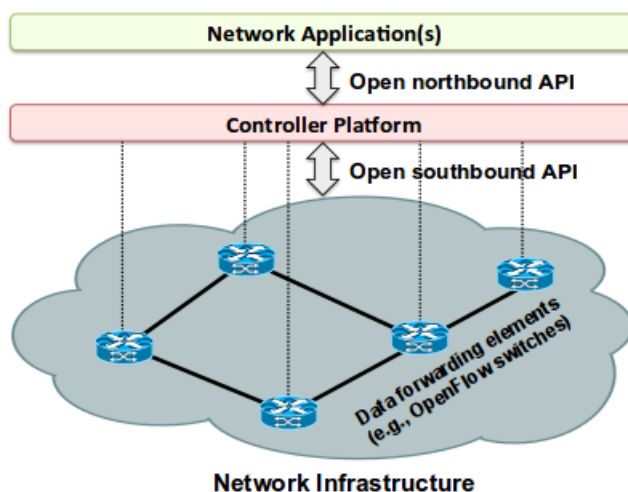 Network Application(s)
Open northbound API
Controller Platform
Open southbound API
Data forwarding elements
(e.g., OpenFlow switches)
Network Infrastructure